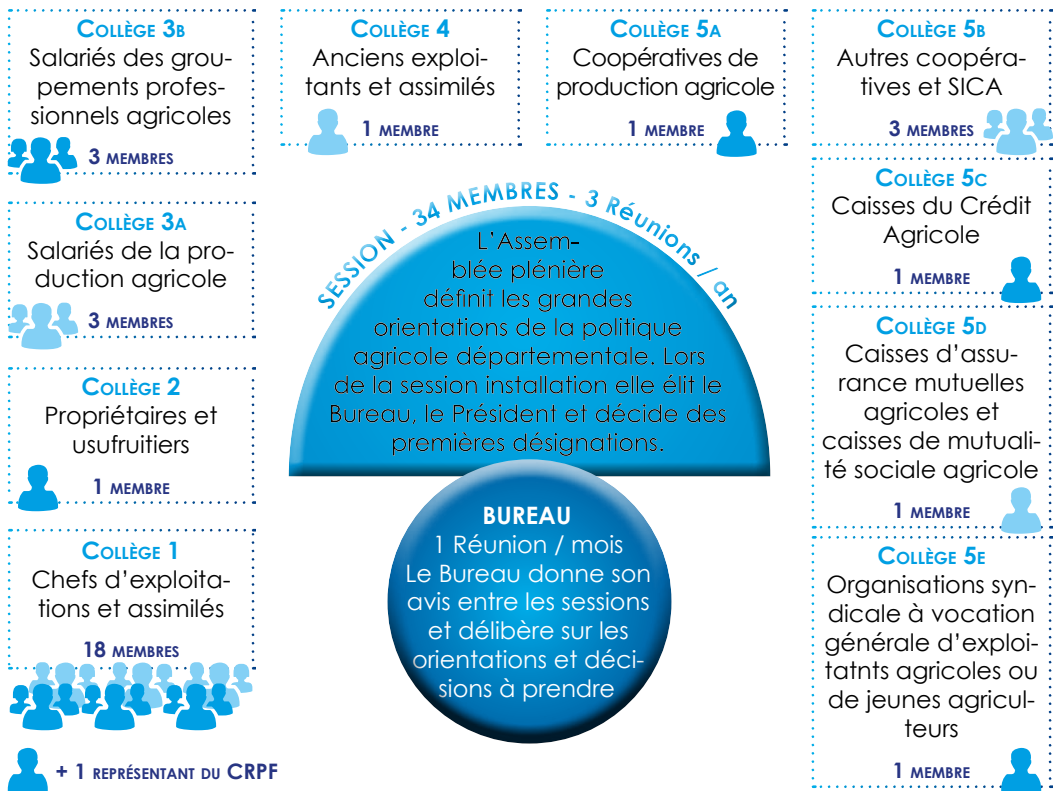 COLLÈGE 3B
Salariés des grou-
pements profes-
sionnels agricoles
3 MEMBRES
COLLÈGE 4
Anciens exploi-
tants et assimilés
1 MEMBRE
COLLÈGE 5A
Coopératives de
production agricole
1 MEMBRE
COLLÈGE 5B
Autres coopéra-
tives et SICA
3 MEMBRES
COLLÈGE 3A
Salariés de la pro-
duction agricole
3 MEMBRES
COLLÈGE 2
Propriétaires et
usufruitiers
1 MEMBRE
COLLÈGE 1
Chefs d'exploita-
tions et assimilés
18 MEMBRES
+ 1 REPRÉSENTANT DU CRPF
SESSION - 34 MEMBRES - 3 Réunions / an
L'Assem-
blée plénière
définit les grandes
orientations de la politique
agricole départementale. Lors
de la session installation elle élit le
Bureau, le Président et décide des
premières désignations.
BUREAU
1 Réunion / mois
Le Bureau donne son
avis entre les sessions
et délibère sur les
orientations et déci-
sions à prendre
COLLÈGE 5C
Caisses du Crédit
Agricole
1 MEMBRE
COLLÈGE 5D
Caisses d'assu-
rance mutuelles
agricoles et
caisses de mutuali-
té sociale agricole
1 MEMBRE
COLLÈGE 5E
Organisations syn-
dicale à vocation
générale d'exploi-
tatnts agricoles ou
de jeunes agricul-
teurs
1 MEMBRE